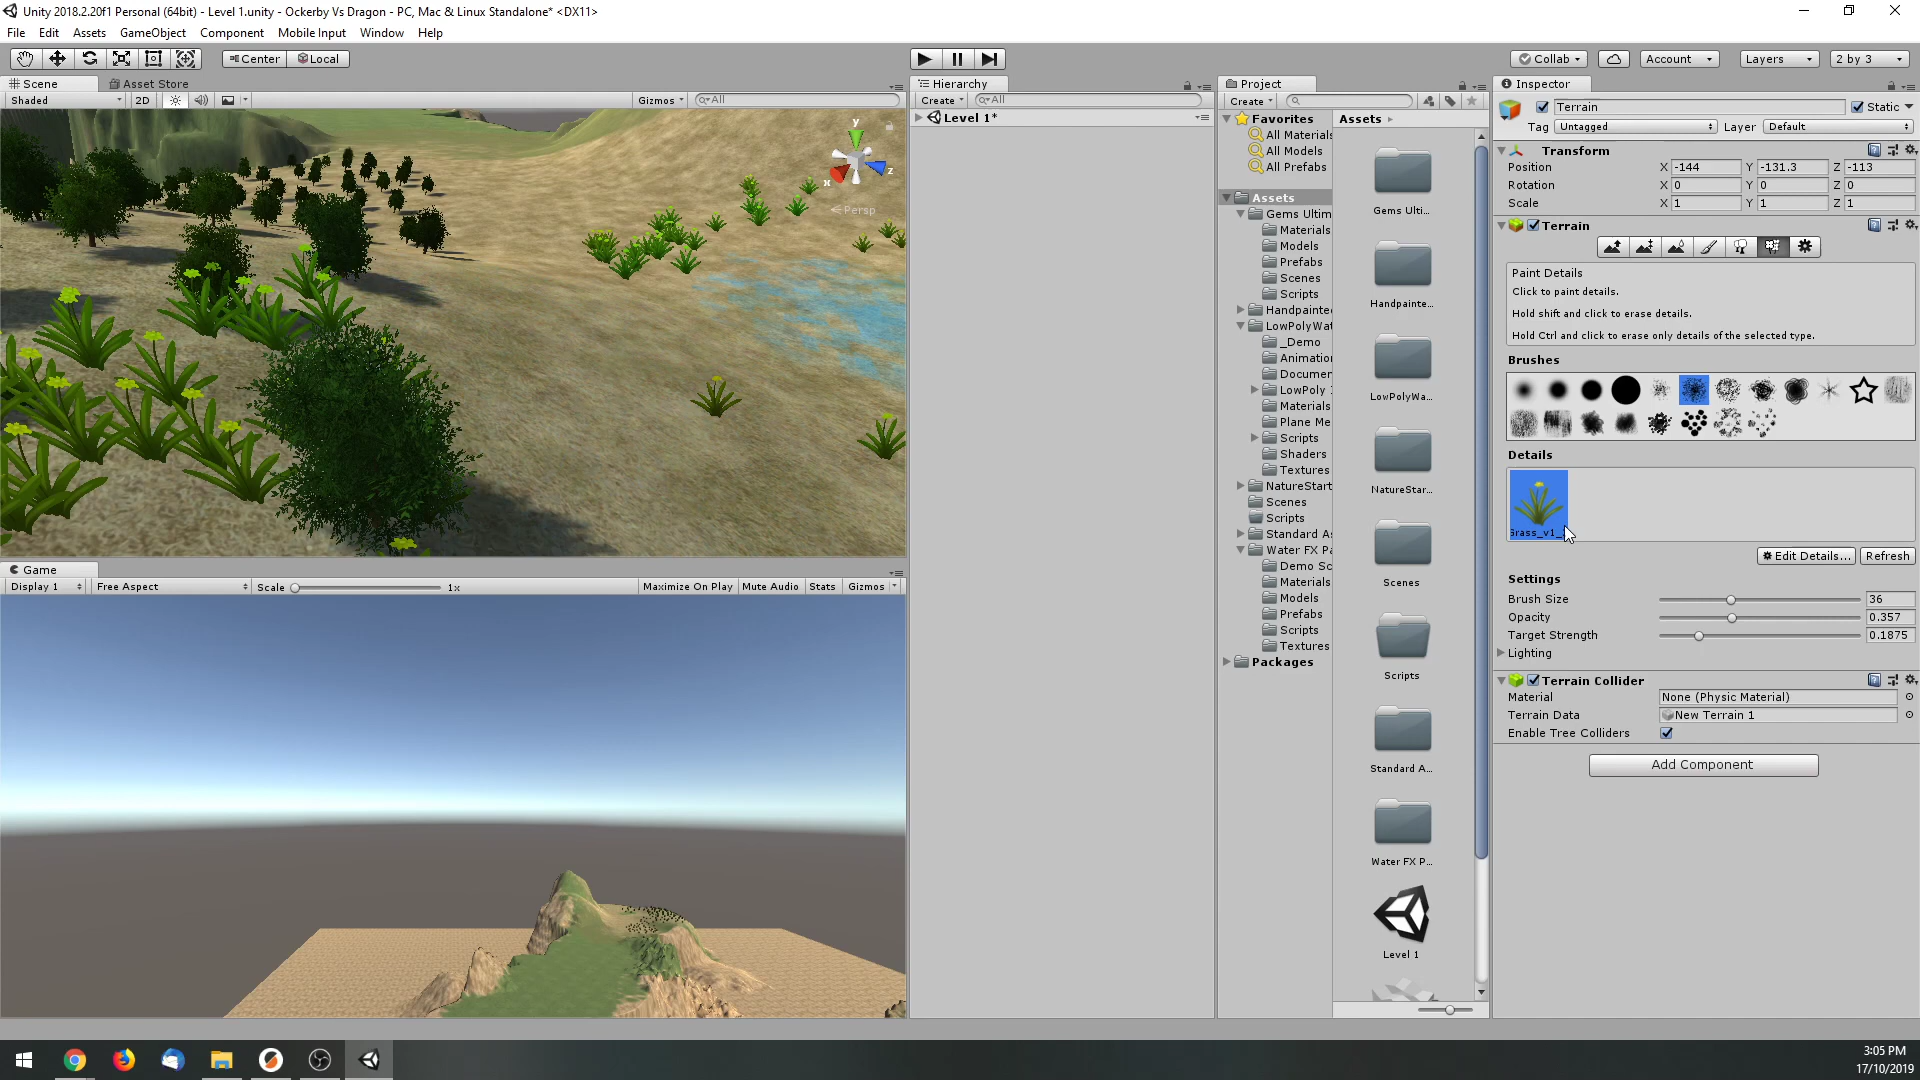 Unity 2018.2.20f1 Personal (64bit) - Level 1.unity - Ockerby Vs Dragon - PC, Mac & Linux Standalone* <DX11>
File Edit Assets GameObject Component Mobile Input Window Help
Center Local
Collab Account Layers 2 by 3
Scene Asset Store
Shaded 2D Gizmos All
y
x
z
Persp
Game
Display 1 Free Aspect Scale 1x Maximize On Play Mute Audio Stats Gizmos
Hierarchy
Create All
Level 1*
Project
Create
Favorites
All Materials
All Models
All Prefabs
Assets
Gems Ultim
Materials
Models
Prefabs
Scenes
Scripts
Handpainted
LowPolyWat
_Demo
Animation
Documen
LowPoly
Materials
Plane Me
Scripts
Shaders
Textures
NatureStart
Scenes
Scripts
Standard As
Water FX Pa
Demo Sc
Materials
Models
Prefabs
Scripts
Textures
Packages
Assets
Gems Ulti...
Handpainte...
LowPolyWa...
NatureStar...
Scenes
Scripts
Standard A...
Water FX P...
Level 1
Inspector
Terrain Static
Tag Untagged Layer Default
Transform
Position X -144 Y -131.3 Z -113
Rotation X 0 Y 0 Z 0
Scale X 1 Y 1 Z 1
Terrain
Paint Details
Click to paint details.
Hold shift and click to erase details.
Hold Ctrl and click to erase only details of the selected type.
Brushes
Details
Grass_v1_
Edit Details... Refresh
Settings
Brush Size 36
Opacity 0.357
Target Strength 0.1875
Lighting
Terrain Collider
Material None (Physic Material)
Terrain Data New Terrain 1
Enable Tree Colliders
Add Component
3:05 PM
17/10/2019